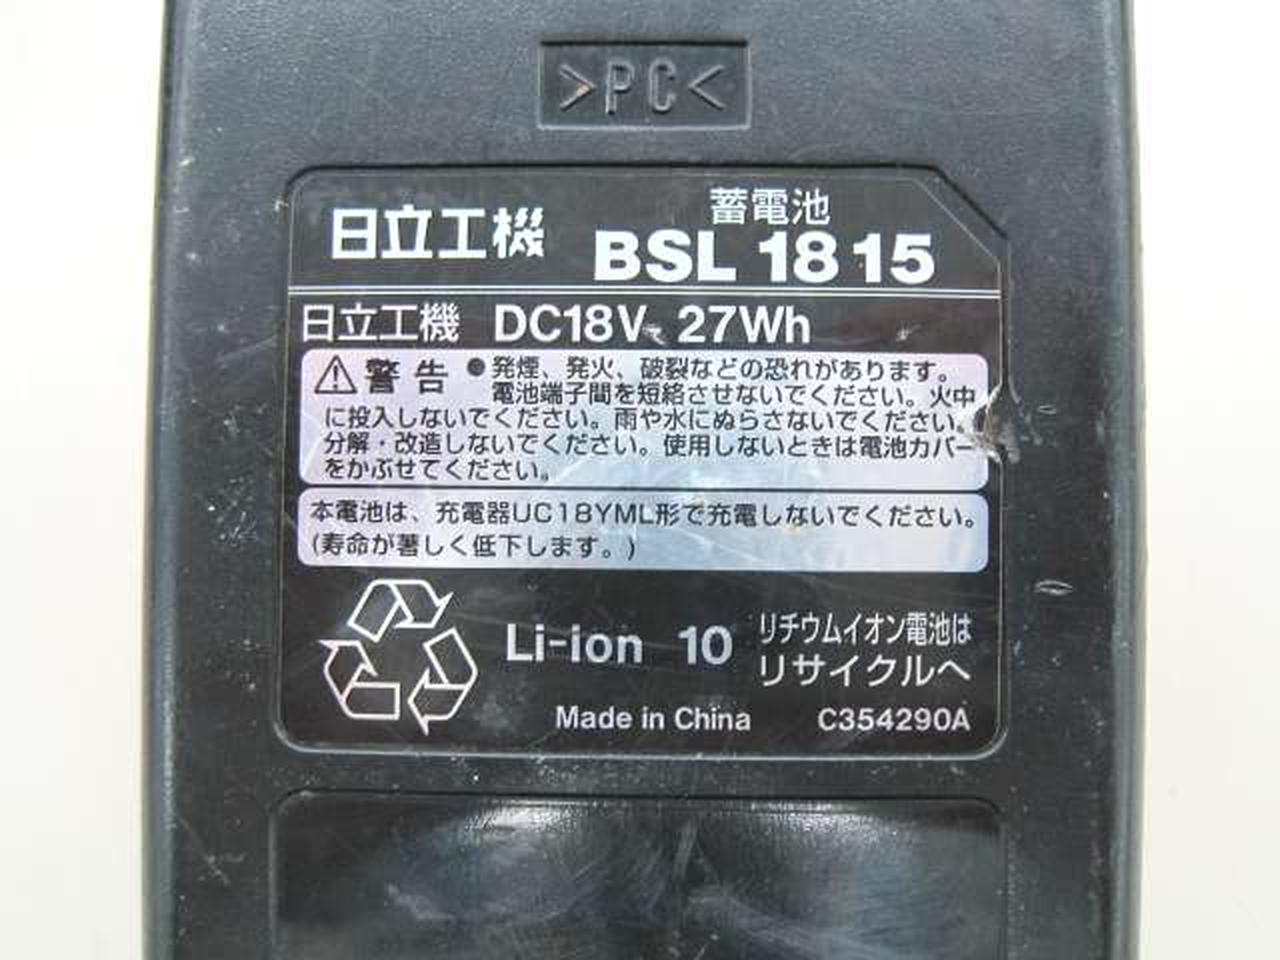 >PC<
日立工機
蓄電池
BSL 1815
日立工機 DC18V 27Wh
警告 ●発煙、発火、破裂などの恐れがあります。
電池端子間を短絡させないでください。火中
に投入しないでください。雨や水にぬらさないでください。
分解・改造しないでください。使用しないときは電池カバー
をかぶせてください。
本電池は、充電器UC18YML形で充電しないでください。
(寿命が著しく低下します。)
Li-ion 10 リチウムイオン電池は
リサイクルへ
Made in China C354290A